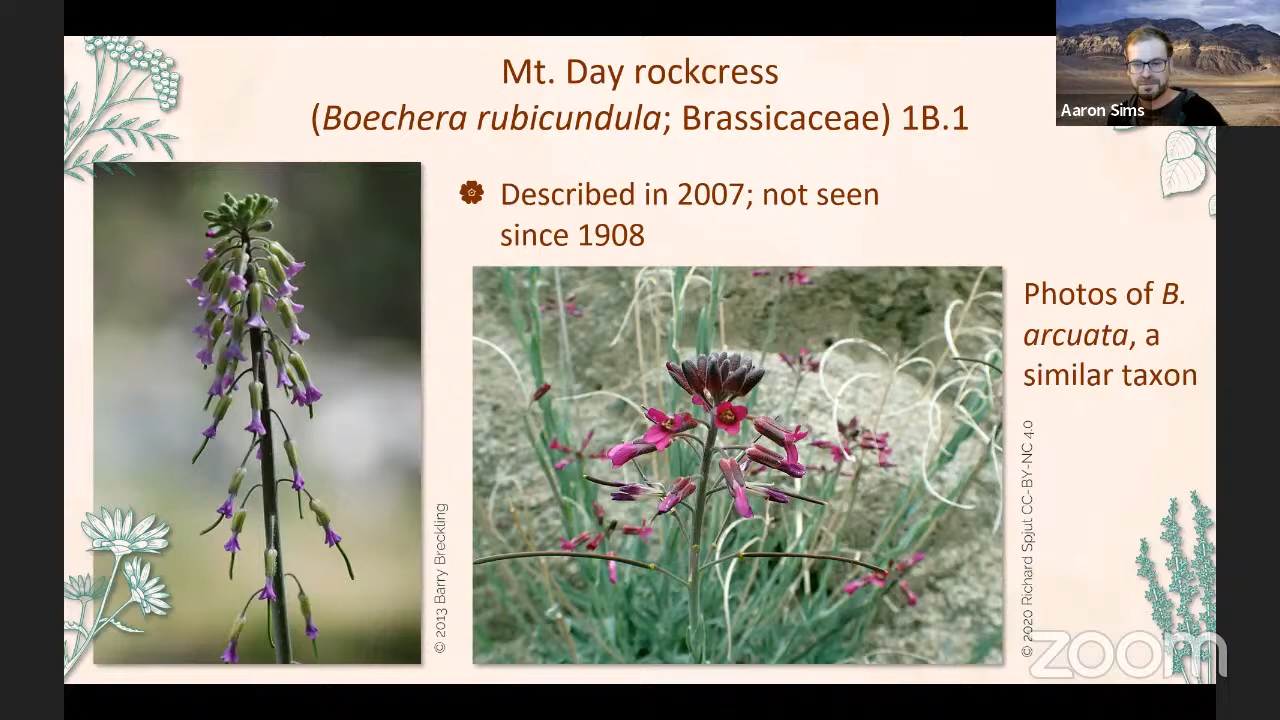 Mt. Day rockcress
(Boechera rubicundula; Brassicaceae) 1B.1
Aaron Sims
Described in 2007; not seen
since 1908
Photos of B.
arcuata, a
similar taxon
© 2013 Barry Breckling
© 2020 Richard Spjut CC-BY-NC 4.0
zoom